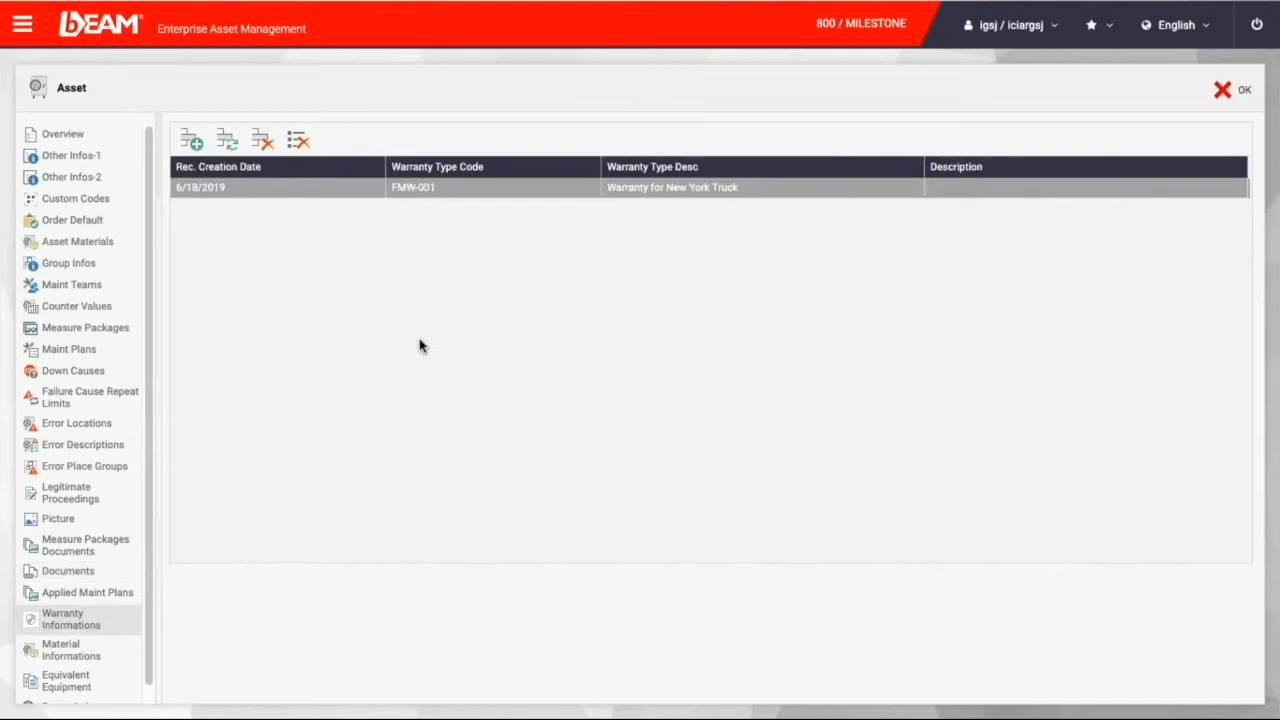 bEAM Enterprise Asset Management
800 / MILESTONE
igsj / iciargsj
English
Asset
OK
Overview
Other Infos-1
Other Infos-2
Custom Codes
Order Default
Asset Materials
Group Infos
Maint Teams
Counter Values
Measure Packages
Maint Plans
Down Causes
Failure Cause Repeat
Limits
Error Locations
Error Descriptions
Error Place Groups
Legitimate
Proceedings
Picture
Measure Packages
Documents
Documents
Applied Maint Plans
Warranty
Informations
Material
Informations
Equivalent
Equipment
Rec. Creation Date Warranty Type Code Warranty Type Desc Description
6/18/2019 FMW-001 Warranty for New York Truck